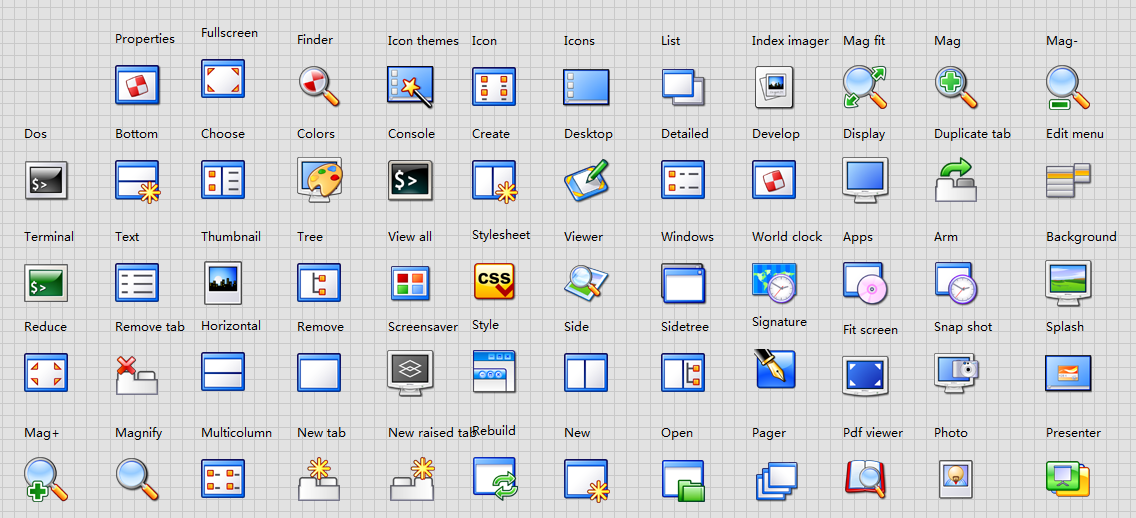 Properties Fullscreen Finder Icon themes Icon Icons List Index imager Mag fit Mag Mag-
Dos Bottom Choose Colors Console Create Desktop Detailed Develop Display Duplicate tab Edit menu
$> $>
Terminal Text Thumbnail Tree View all Stylesheet Viewer Windows World clock Apps Arm Background
$> CSS
Reduce Remove tab Horizontal Remove Screensaver Style Side Sidetree Signature Fit screen Snap shot Splash
Mag+ Magnify Multicolumn New tab New raised tab Rebuild New Open Pager Pdf viewer Photo Presenter